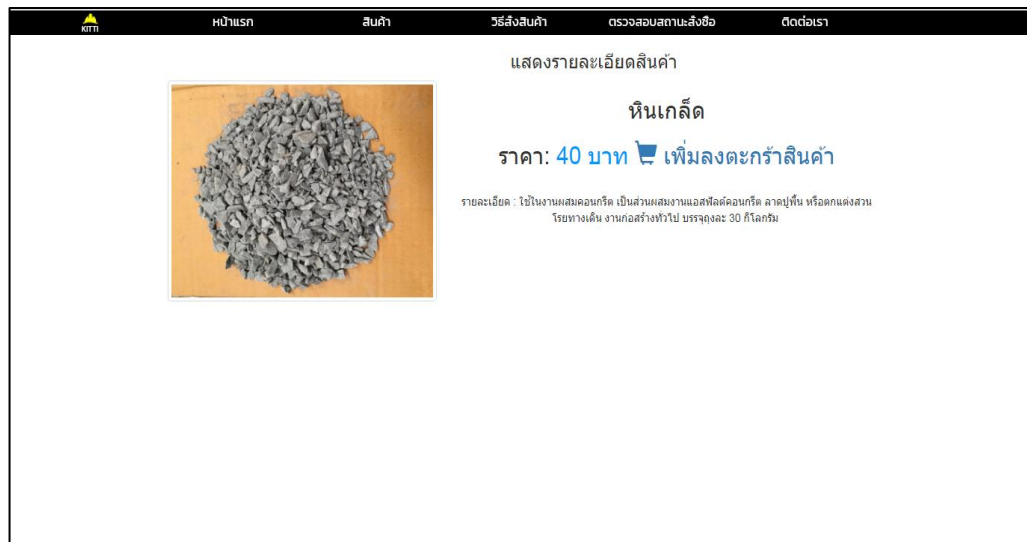 KITTI
หน้าแรก สินค้า วิธีสั่งสินค้า ตรวจสอบสถานะสั่งซื้อ ติดต่อเรา
แสดงรายละเอียดสินค้า
หินเกล็ด
ราคา: 40 บาท เพิ่มลงตะกร้าสินค้า
รายละเอียด : ใช้ในงานผสมคอนกรีต เป็นส่วนผสมงานแอสฟัลต์คอนกรีต ลาดปูพื้น หรือตกแต่งสวน
โรยทางเดิน งานก่อสร้างทั่วไป บรรจุถุงละ 30 กิโลกรัม